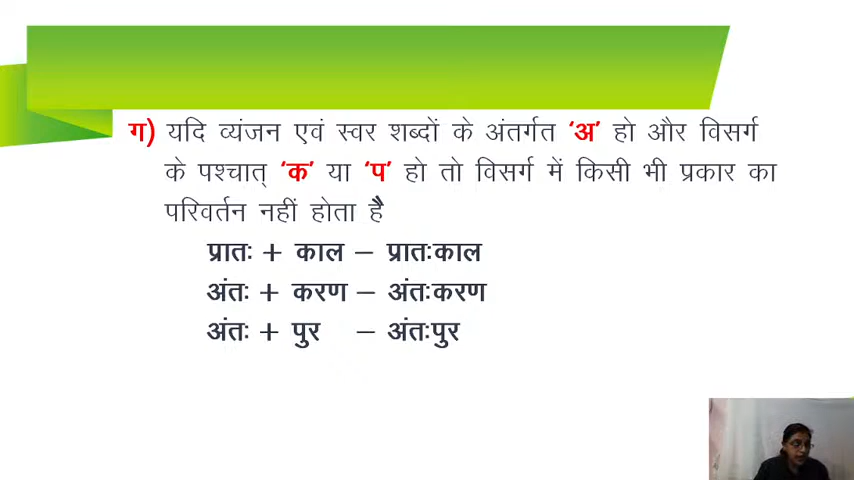 ग) यदि व्यंजन एवं स्वर शब्दों के अंतर्गत ‘अ’ हो और विसर्ग
के पश्चात् ‘क’ या ‘प’ हो तो विसर्ग में किसी भी प्रकार का
परिवर्तन नहीं होता है
प्रातः + काल – प्रातःकाल
अंतः + करण – अंतःकरण
अंतः + पुर – अंतःपुर